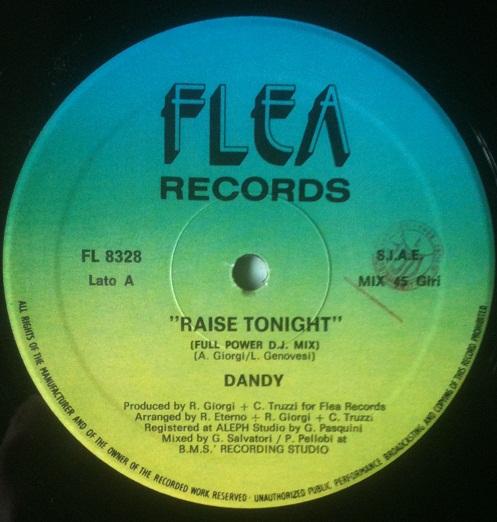 FLEA
RECORDS
FL 8328
Lato A
S.I.A.E.
MIX 45 Giri
"RAISE TONIGHT"
(FULL POWER D.J. MIX)
(A. Giorgi/L. Genovesi)
DANDY
Produced by R. Giorgi + C. Truzzi for Flea Records
Arranged by R. Eterno + R. Giorgi + C. Truzzi
Registered at ALEPH Studio by G. Pasquini
Mixed by G. Salvatori / P. Pellobi at
B.M.S.' RECORDING STUDIO
ALL RIGHTS OF THE MANUFACTURER AND OF THE OWNER OF THE RECORDED WORK RESERVED · UNAUTHORIZED PUBLIC PERFORMANCE BROADCASTING AND COPYING OF THIS RECORD PROHIBITED